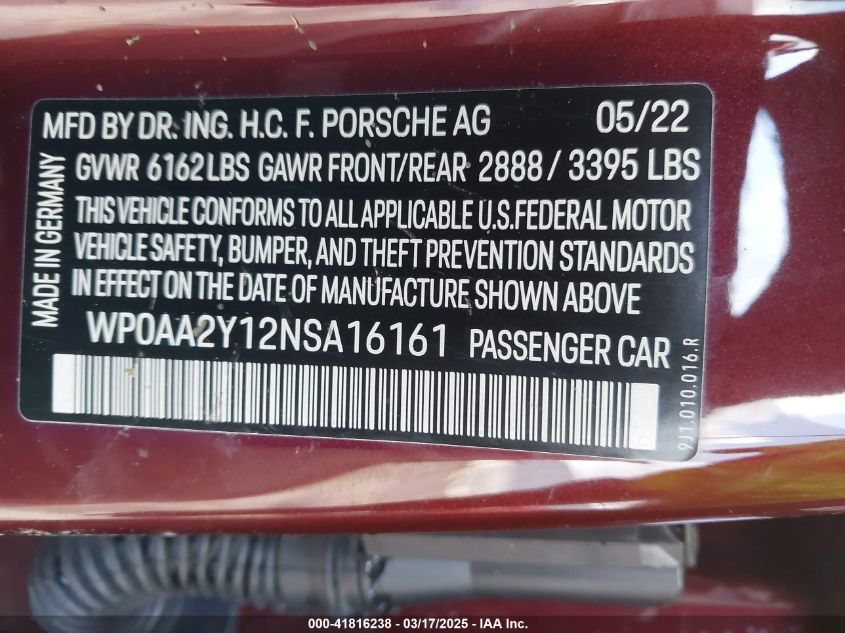 MFD BY DR. ING. H.C. F. PORSCHE AG 05/22
GVWR 6162 LBS GAWR FRONT/REAR 2888 / 3395 LBS
THIS VEHICLE CONFORMS TO ALL APPLICABLE U.S.FEDERAL MOTOR
VEHICLE SAFETY, BUMPER, AND THEFT PREVENTION STANDARDS
IN EFFECT ON THE DATE OF MANUFACTURE SHOWN ABOVE
WP0AA2Y12NSA16161 PASSENGER CAR
MADE IN GERMANY
9J1.010.016.R
000-41816238 - 03/17/2025 - IAA Inc.